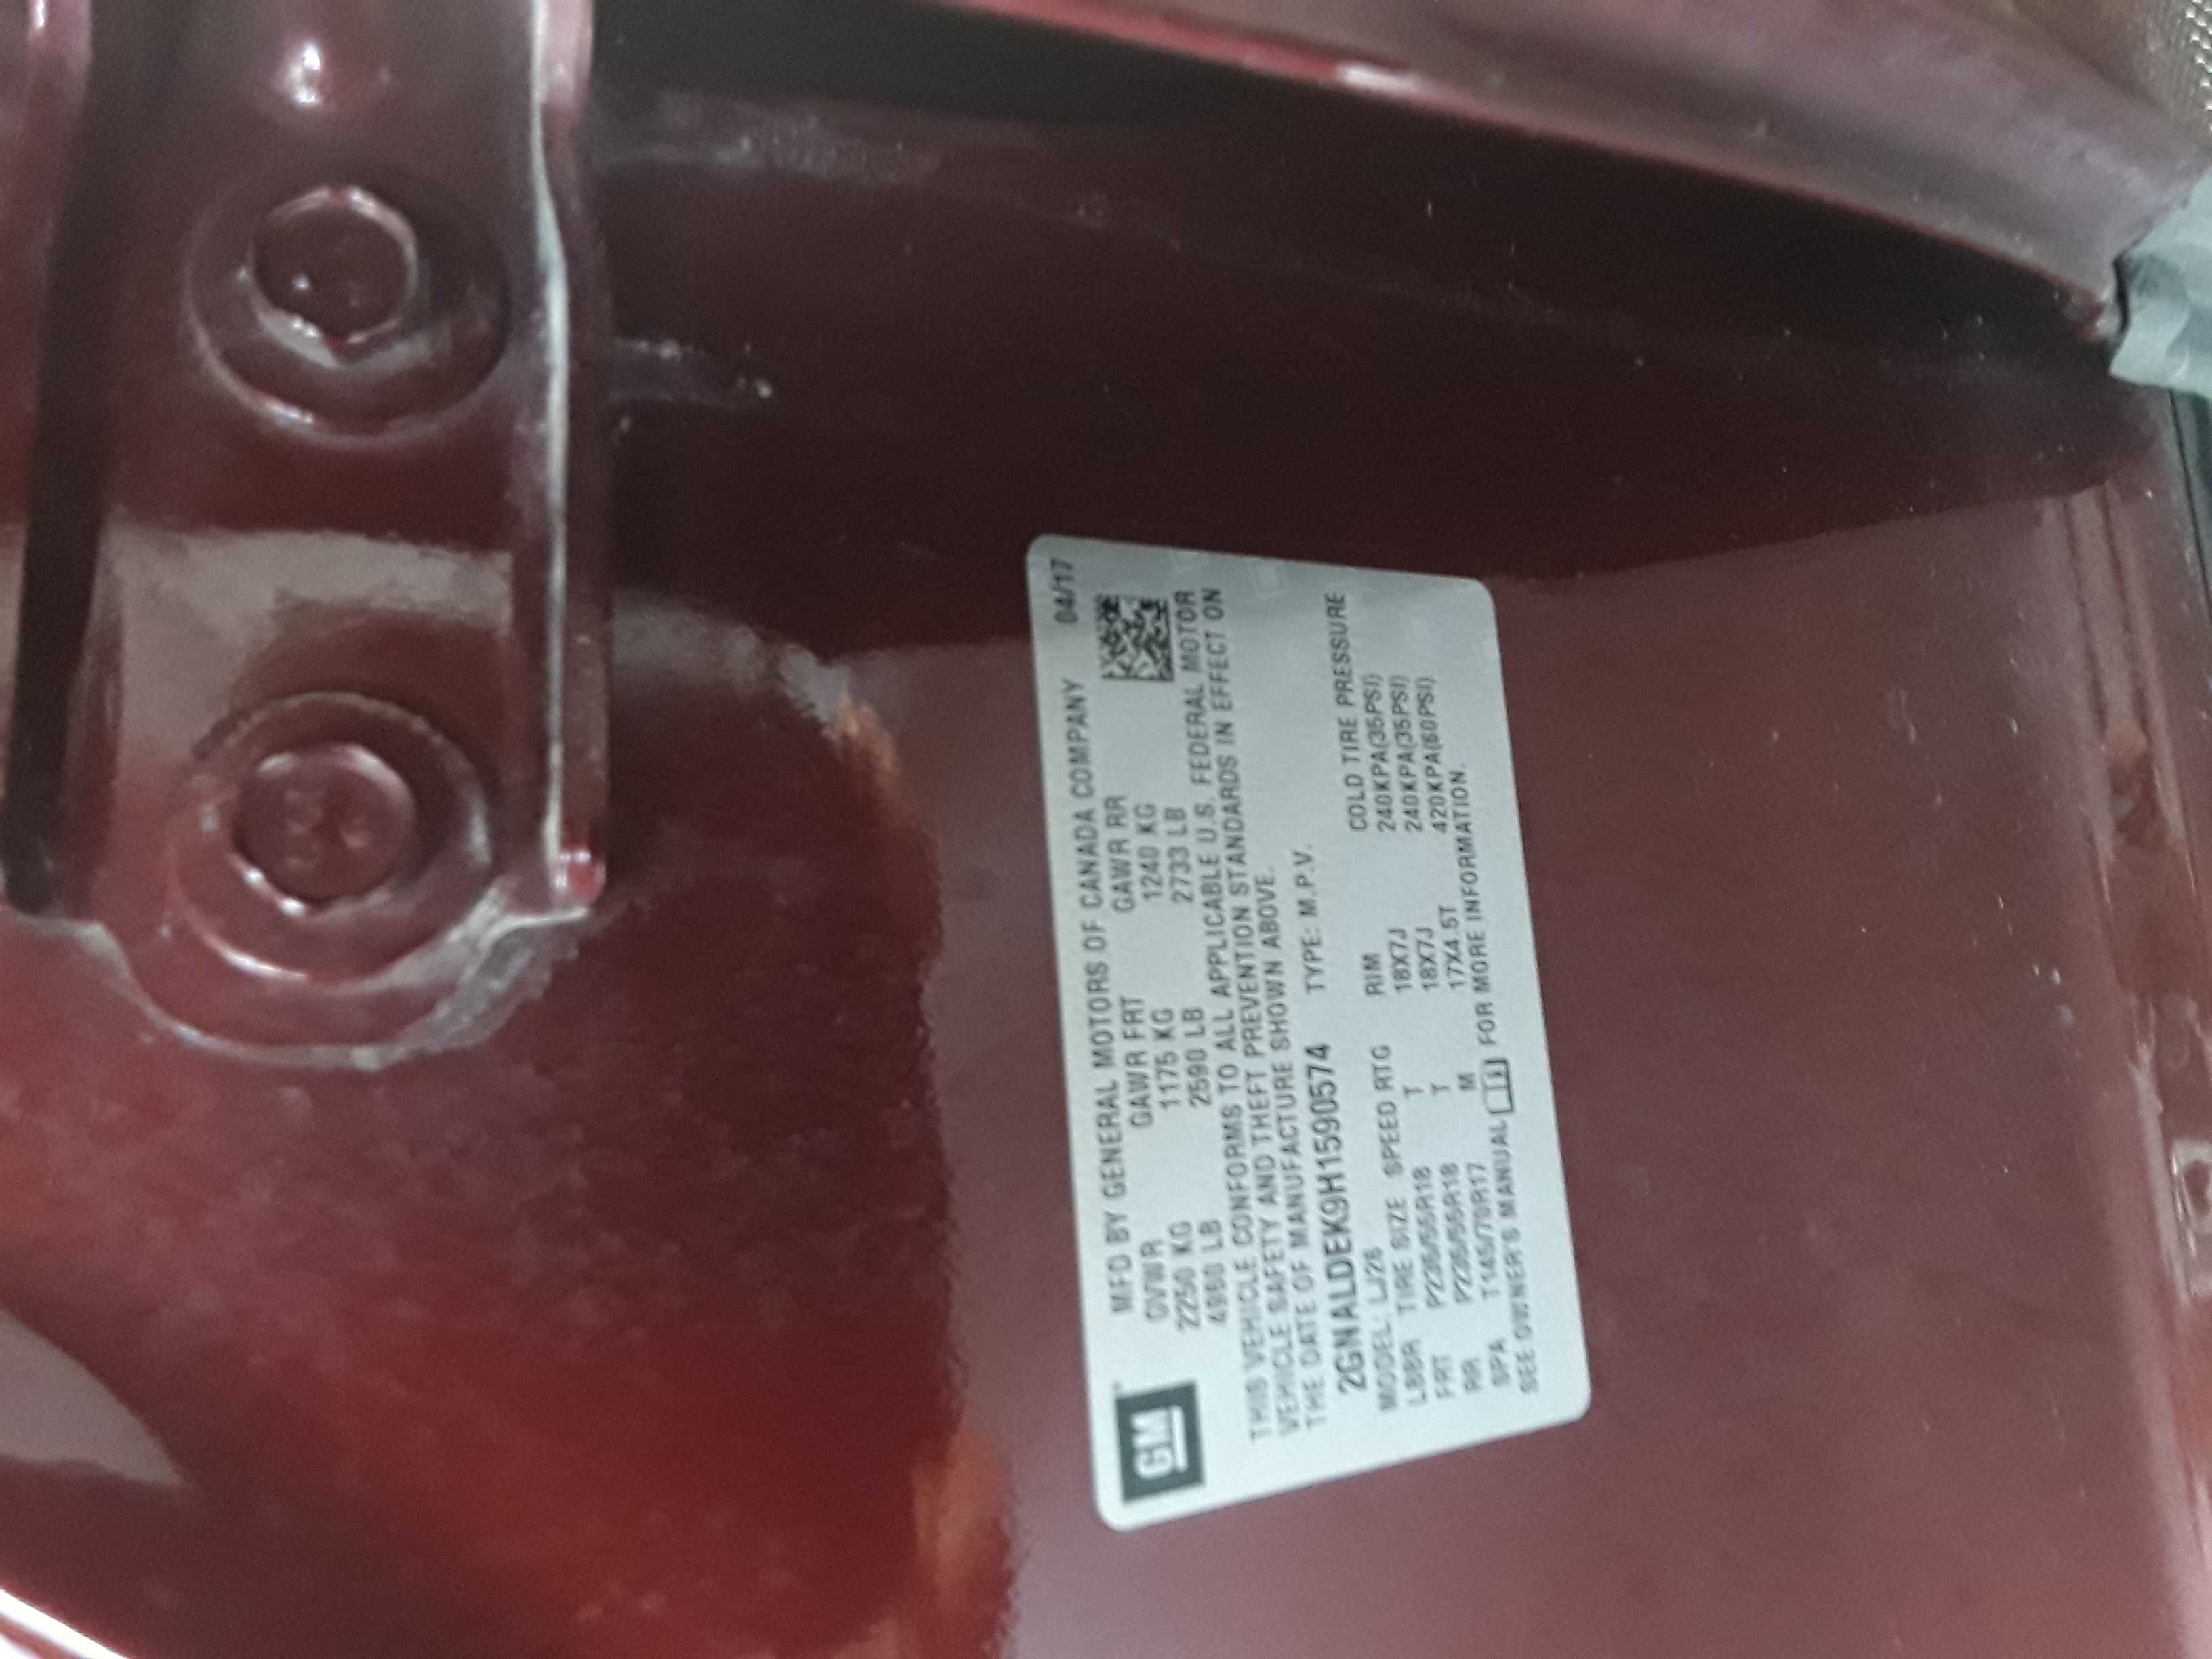 GM
MFD BY GENERAL MOTORS OF CANADA COMPANY 04/17
GVWR GAWR FRT GAWR RR
2250 KG 1175 KG 1240 KG
4960 LB 2590 LB 2733 LB
THIS VEHICLE CONFORMS TO ALL APPLICABLE U.S. FEDERAL MOTOR
VEHICLE SAFETY AND THEFT PREVENTION STANDARDS IN EFFECT ON
THE DATE OF MANUFACTURE SHOWN ABOVE.
2GNALDEK9H1590574 TYPE: M.P.V.
MODEL: LJ26
LBBR TIRE SIZE SPEED RTG RIM COLD TIRE PRESSURE
FRT P235/55R18 T 18X7J 240KPA(35PSI)
RR P235/55R18 T 18X7J 240KPA(35PSI)
SPA T145/70R17 M 17X4.5T 420KPA(60PSI)
SEE OWNER'S MANUAL FOR MORE INFORMATION.